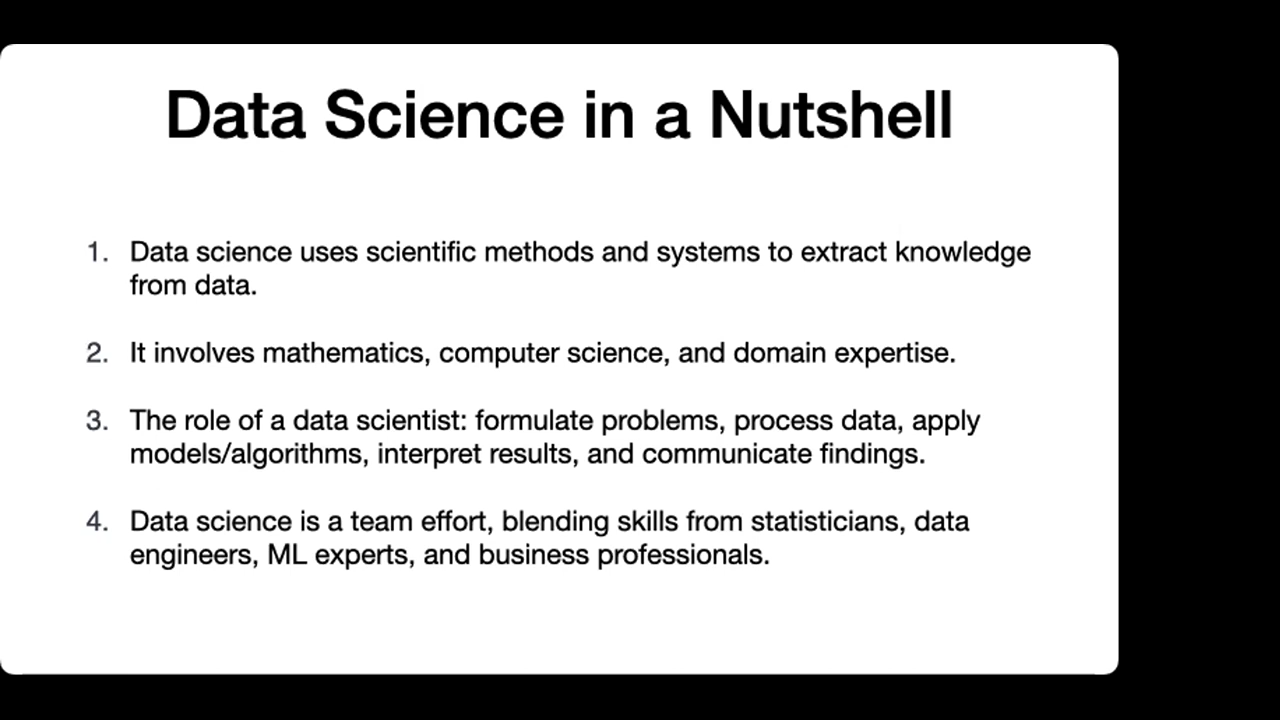 Data Science in a Nutshell
1. Data science uses scientific methods and systems to extract knowledge
from data.
2. It involves mathematics, computer science, and domain expertise.
3. The role of a data scientist: formulate problems, process data, apply
models/algorithms, interpret results, and communicate findings.
4. Data science is a team effort, blending skills from statisticians, data
engineers, ML experts, and business professionals.